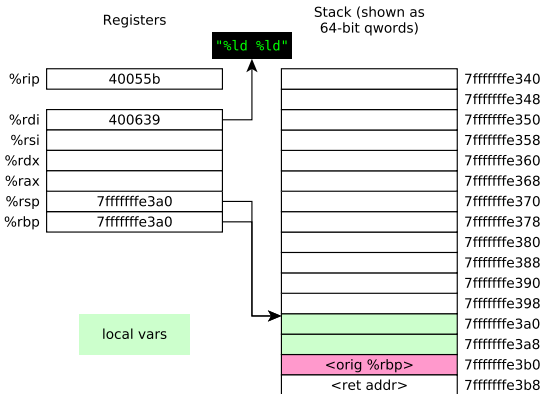 Registers
Stack (shown as
64-bit qwords)
"%ld %ld"
%rip 40055b
%rdi 400639
%rsi
%rdx
%rax
%rsp 7fffffffe3a0
%rbp 7fffffffe3a0
local vars
7fffffffe340
7fffffffe348
7fffffffe350
7fffffffe358
7fffffffe360
7fffffffe368
7fffffffe370
7fffffffe378
7fffffffe380
7fffffffe388
7fffffffe390
7fffffffe398
7fffffffe3a0
7fffffffe3a8
<orig %rbp> 7fffffffe3b0
<ret addr> 7fffffffe3b8